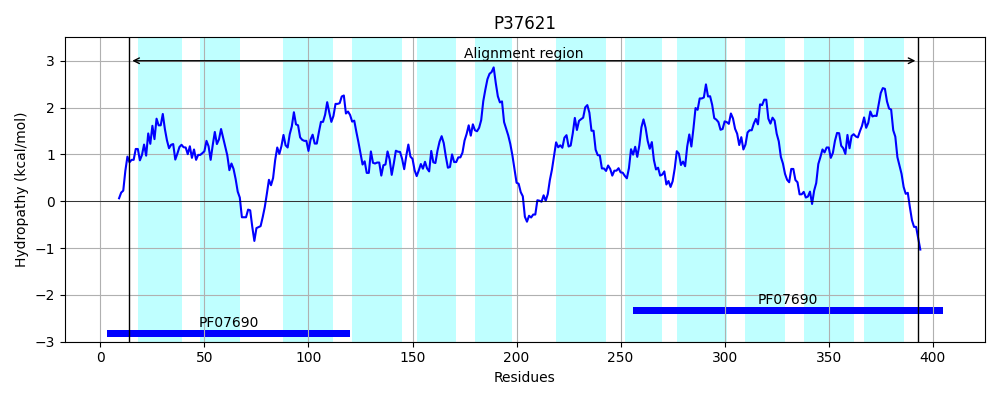 P37621
Alignment region
Hydropathy (kcal/mol)
3
2
1
0
−1
−2
−3
PF07690
PF07690
0 50 100 150 200 250 300 350 400
Residues